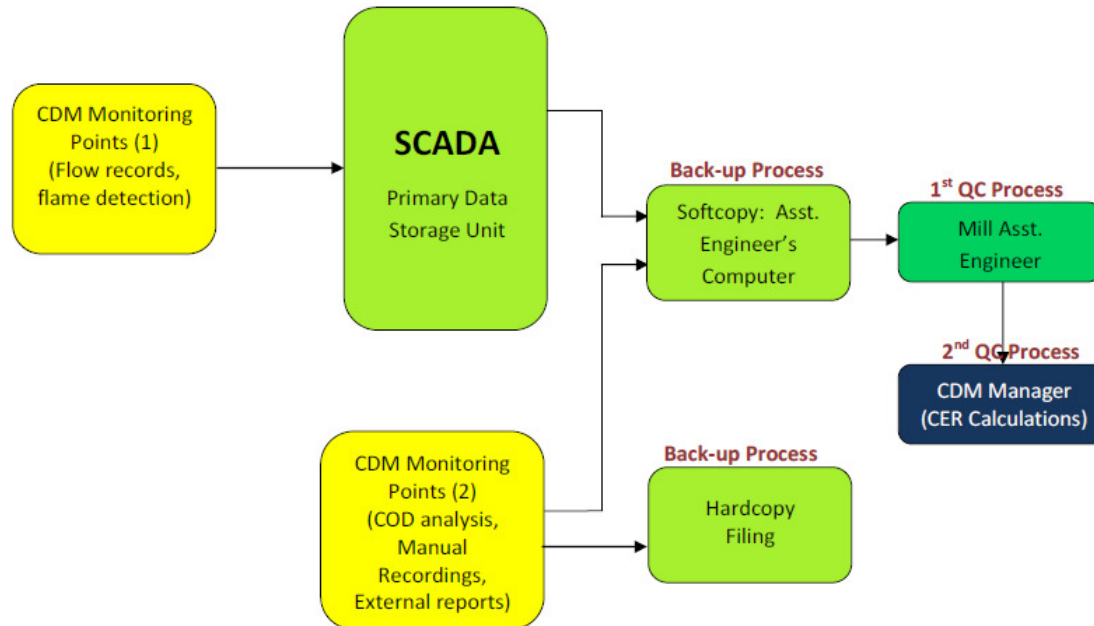 CDM Monitoring
Points (1)
(Flow records,
flame detection)
SCADA
Primary Data
Storage Unit
Back-up Process
Softcopy: Asst.
Engineer's
Computer
1st QC Process
Mill Asst.
Engineer
2nd QC Process
CDM Manager
(CER Calculations)
CDM Monitoring
Points (2)
(COD analysis,
Manual
Recordings,
External reports)
Back-up Process
Hardcopy
Filing